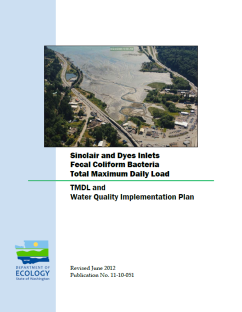 Sinclair and Dyes Inlets
Fecal Coliform Bacteria
Total Maximum Daily Load
TMDL and
Water Quality Implementation Plan
DEPARTMENT OF
ECOLOGY
State of Washington
Revised June 2012
Publication No. 11-10-051